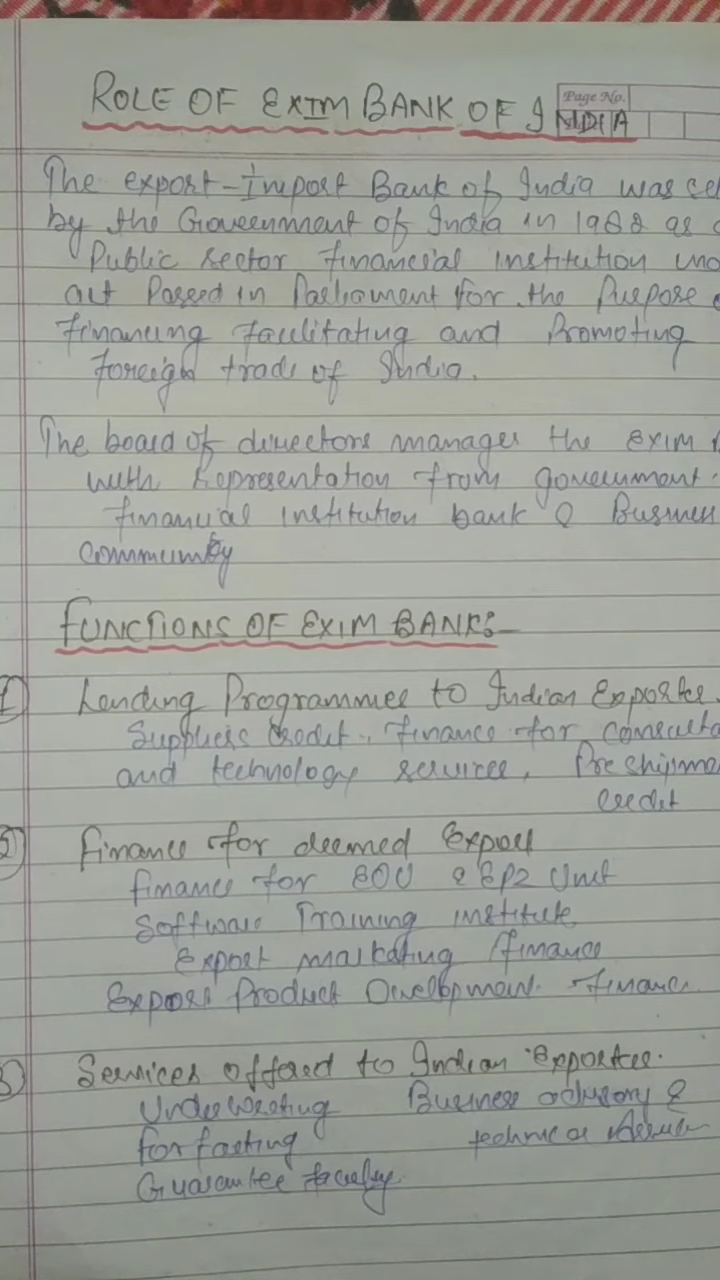 ROLE OF EXIM BANK OF INDIA
Page No.
The export-Import Bank of India was set
by the Government of India in 1982 as a
Public sector financial institution und
act Passed in Parliament for the Purpose o
financing facilitating and Promoting
foreign trade of India.
The board of directors manages the exim B
with Representation from government.
financial institution bank & Business
Community
FUNCTIONS OF EXIM BANK:-
1 Lending Programmes to Indian Exporter.
Suppliers Credit, finance for consulta
and technology services, Pre shipme
Credit
2 Finance for deemed Export
finance for EOU & EPZ Unit
Software Training institute
Export marketing finance
Export Product Development finance
3 Services offered to Indian Exporter.
Underwriting Business advisory &
forfaiting technical
Guarantee